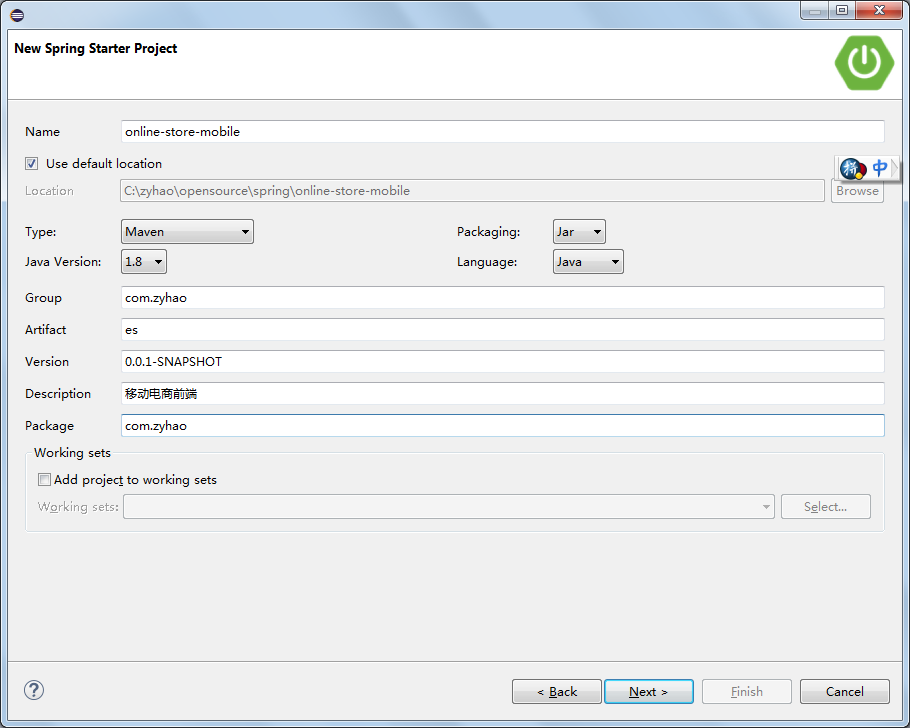 New Spring Starter Project
Name online-store-mobile
Use default location
Location C:\zyhao\opensource\spring\online-store-mobile Browse
Type: Maven Packaging: Jar
Java Version: 1.8 Language: Java
Group com.zyhao
Artifact es
Version 0.0.1-SNAPSHOT
Description 移动电商前端
Package com.zyhao
Working sets
Add project to working sets
Working sets: Select...
? < Back Next > Finish Cancel
拼 中